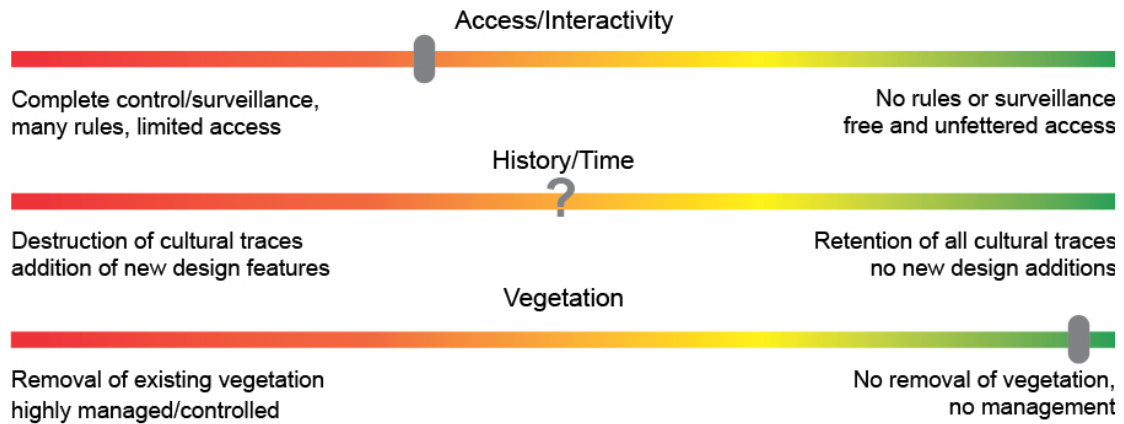 Access/Interactivity
Complete control/surveillance,
many rules, limited access
No rules or surveillance
free and unfettered access
History/Time
?
Destruction of cultural traces
addition of new design features
Retention of all cultural traces
no new design additions
Vegetation
Removal of existing vegetation
highly managed/controlled
No removal of vegetation,
no management